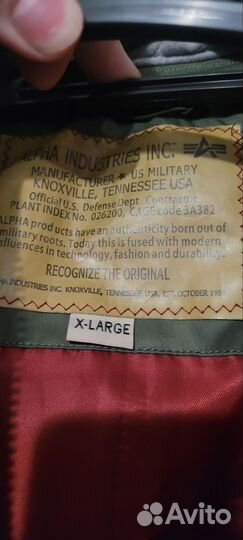 ALPHA INDUSTRIES INC.
MANUFACTURER ★ US MILITARY
KNOXVILLE, TENNESSEE USA
Official U.S. Defense Dept. Contractor
PLANT INDEX No. 026200, CAGE code 3A382
ALPHA products have an authenticity born out of
military roots. Today this is fused with modern
influences in technology, fashion and durability.
RECOGNIZE THE ORIGINAL
HA INDUSTRIES INC. KNOXVILLE, TENNESSEE USA, EST. OCTOBER 1959
X-LARGE
Avito